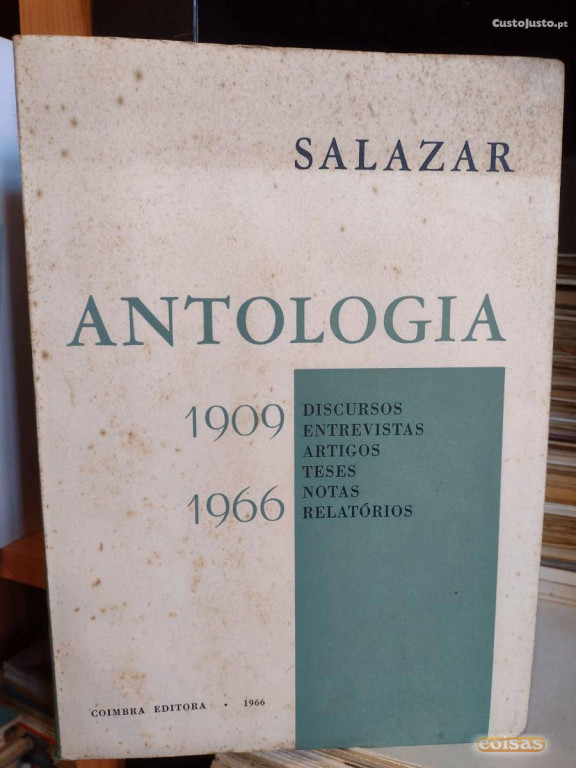 CustoJusto.pt
SALAZAR
ANTOLOGIA
1909
1966
DISCURSOS
ENTREVISTAS
ARTIGOS
TESES
NOTAS
RELATÓRIOS
COIMBRA EDITORA · 1966
coisas